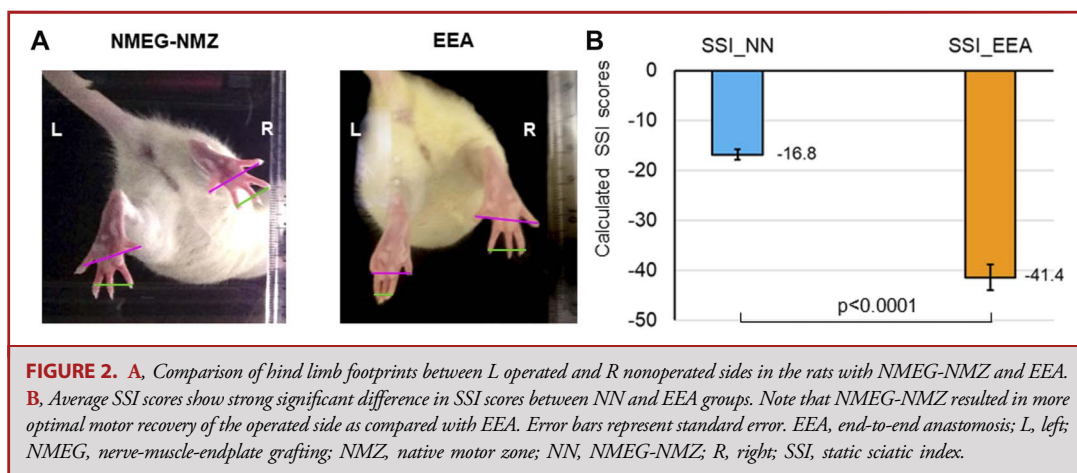 A
NMEG-NMZ
EEA
L
R
L
R
B
SSI_NN
SSI_EEA
Calculated SSI scores
0
-10
-20
-30
-40
-50
-16.8
-41.4
p<0.0001
FIGURE 2. A, Comparison of hind limb footprints between L operated and R nonoperated sides in the rats with NMEG-NMZ and EEA.
B, Average SSI scores show strong significant difference in SSI scores between NN and EEA groups. Note that NMEG-NMZ resulted in more
optimal motor recovery of the operated side as compared with EEA. Error bars represent standard error. EEA, end-to-end anastomosis; L, left;
NMEG, nerve-muscle-endplate grafting; NMZ, native motor zone; NN, NMEG-NMZ; R, right; SSI, static sciatic index.